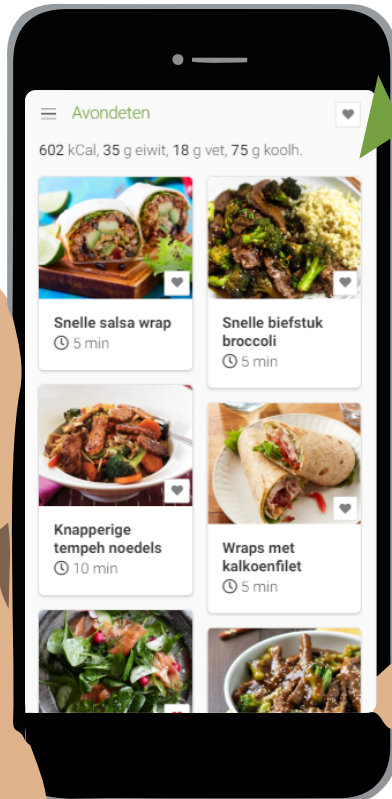 Avondeten
602 kCal, 35 g eiwit, 18 g vet, 75 g koolh.
Snelle salsa wrap
5 min
Snelle biefstuk
broccoli
5 min
Knapperige
tempeh noedels
10 min
Wraps met
kalkoenfilet
5 min